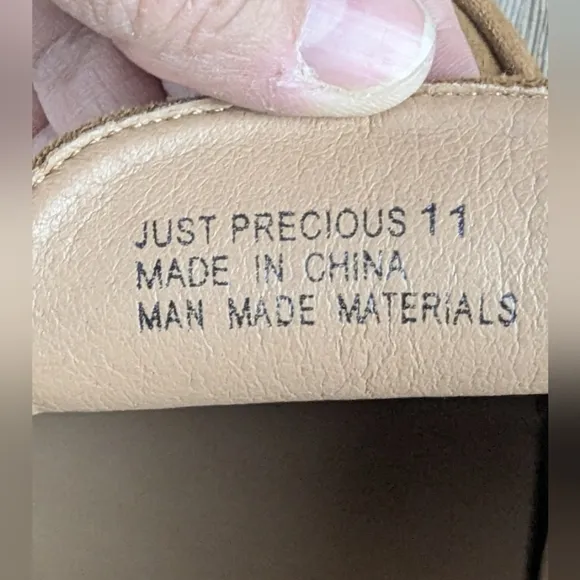 JUST PRECIOUS 11
MADE IN CHINA
MAN MADE MATERIALS